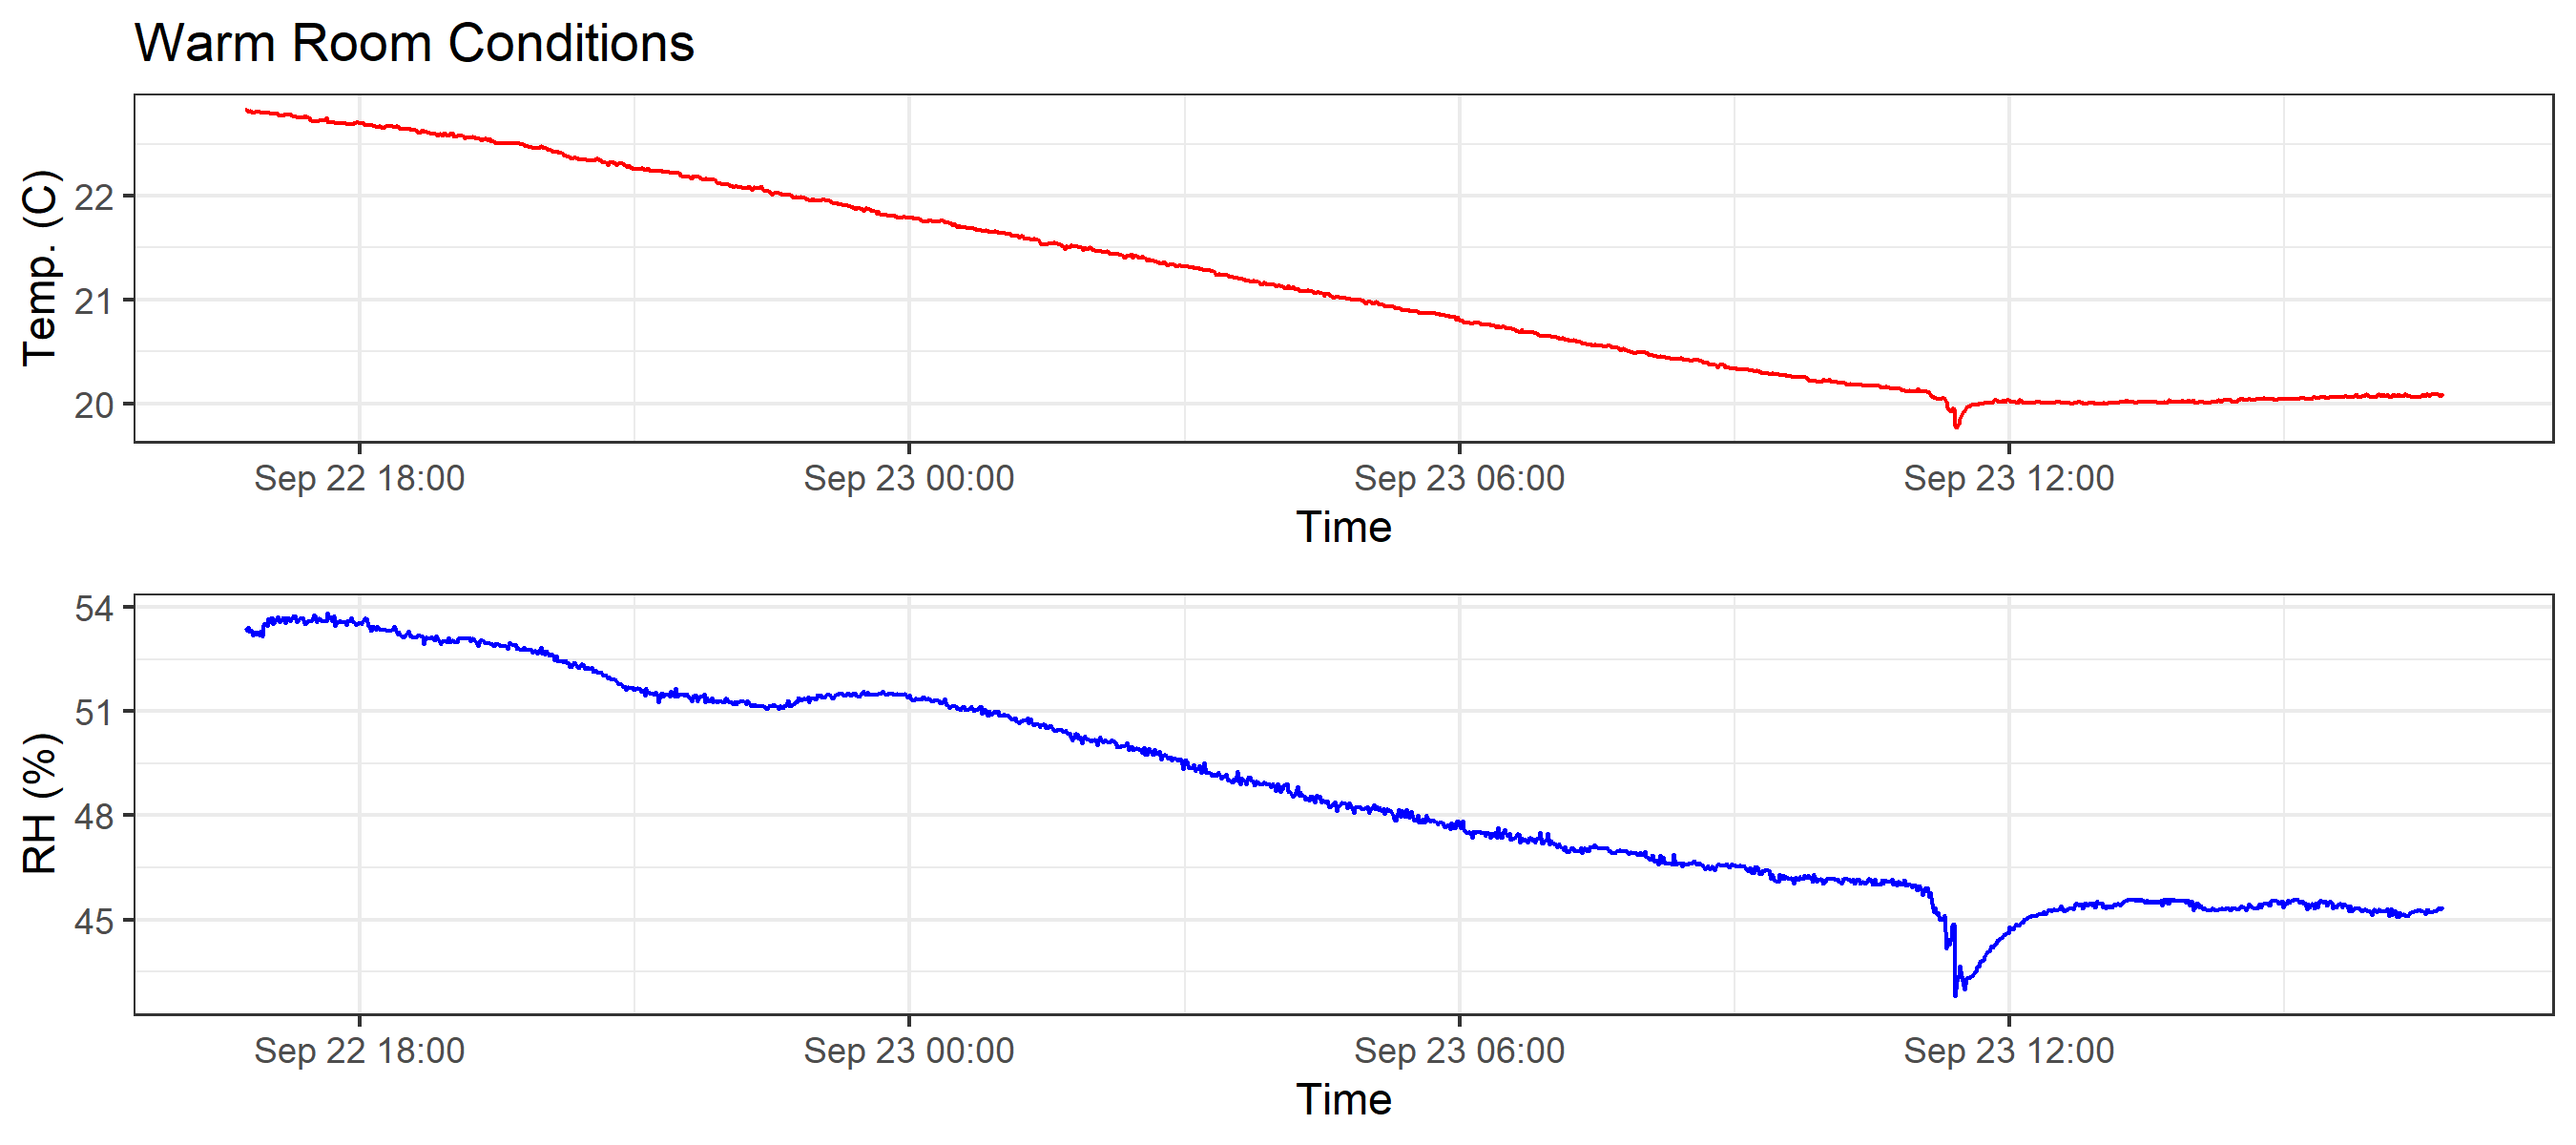 Warm Room Conditions
Temp. (C)
22
21
20
Sep 22 18:00 Sep 23 00:00 Sep 23 06:00 Sep 23 12:00
Time
RH (%)
54
51
48
45
Sep 22 18:00 Sep 23 00:00 Sep 23 06:00 Sep 23 12:00
Time